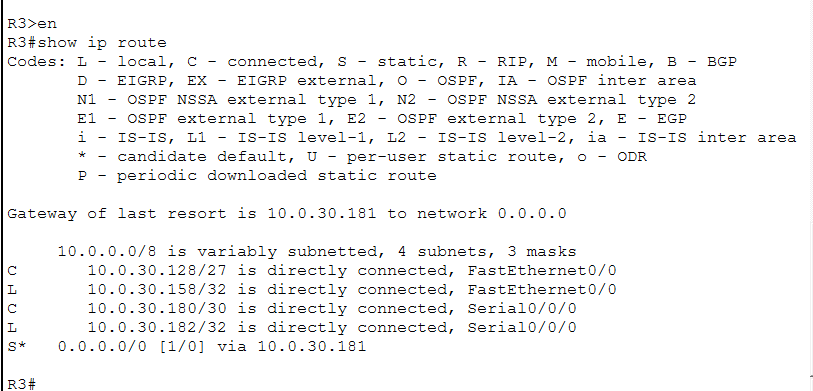 R3>en
R3#show ip route
Codes: L - local, C - connected, S - static, R - RIP, M - mobile, B - BGP
D - EIGRP, EX - EIGRP external, O - OSPF, IA - OSPF inter area
N1 - OSPF NSSA external type 1, N2 - OSPF NSSA external type 2
E1 - OSPF external type 1, E2 - OSPF external type 2, E - EGP
i - IS-IS, L1 - IS-IS level-1, L2 - IS-IS level-2, ia - IS-IS inter area
* - candidate default, U - per-user static route, o - ODR
P - periodic downloaded static route
Gateway of last resort is 10.0.30.181 to network 0.0.0.0
10.0.0.0/8 is variably subnetted, 4 subnets, 3 masks
C 10.0.30.128/27 is directly connected, FastEthernet0/0
L 10.0.30.158/32 is directly connected, FastEthernet0/0
C 10.0.30.180/30 is directly connected, Serial0/0/0
L 10.0.30.182/32 is directly connected, Serial0/0/0
S* 0.0.0.0/0 [1/0] via 10.0.30.181
R3#